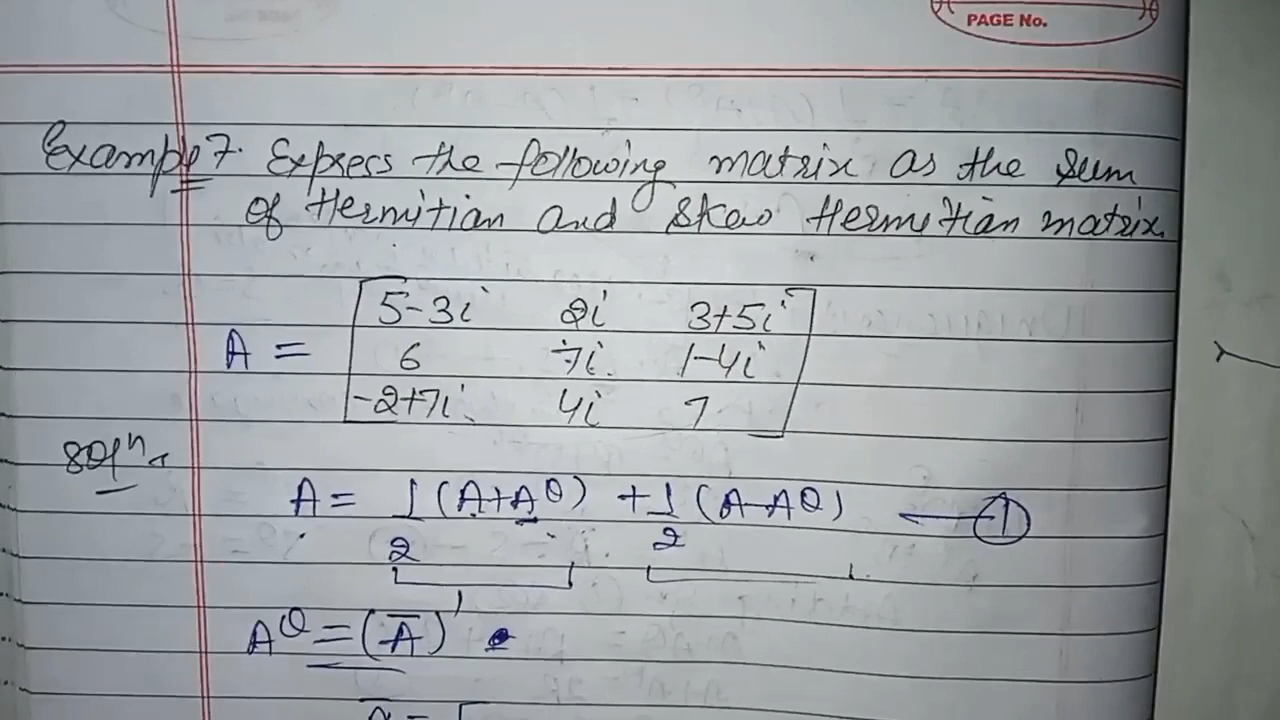 PAGE No.
Example 7. Express the following matrix as the sum
of Hermitian and Skew Hermitian matrix.
A = [ 5-3i 2i 3+5i
6 7i 1-4i
-2+7i 4i 7 ]
Solⁿ
A = 1/2 (A+A^θ) + 1/2 (A-A^θ) — ①
A^θ = (Ā)'